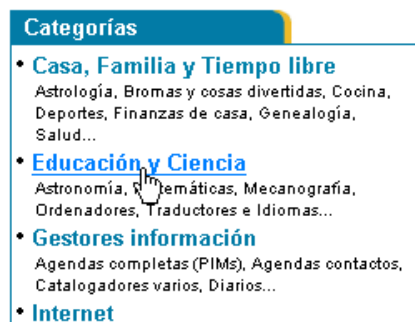 Categorías
• Casa, Familia y Tiempo libre
Astrología, Bromas y cosas divertidas, Cocina,
Deportes, Finanzas de casa, Genealogía,
Salud...
• Educación y Ciencia
Astronomía, Matemáticas, Mecanografía,
Ordenadores, Traductores e Idiomas...
• Gestores información
Agendas completas (PIMs), Agendas contactos,
Catalogadores varios, Diarios...
• Internet